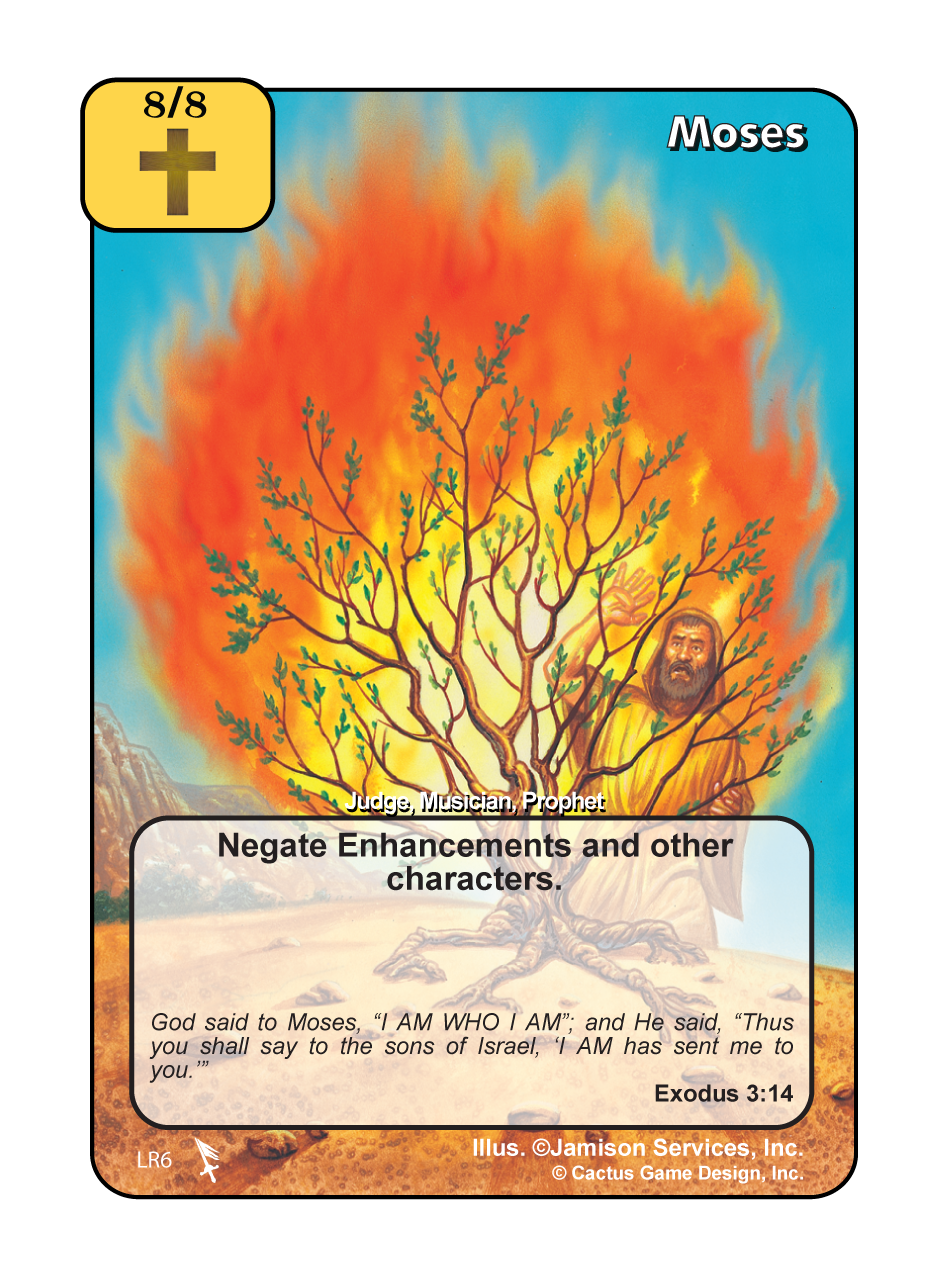 8/8
Moses
Judge, Musician, Prophet
Negate Enhancements and other
characters.
God said to Moses, “I AM WHO I AM”; and He said, “Thus
you shall say to the sons of Israel, ‘I AM has sent me to
you.’”
Exodus 3:14
LR6
Illus. ©Jamison Services, Inc.
© Cactus Game Design, Inc.